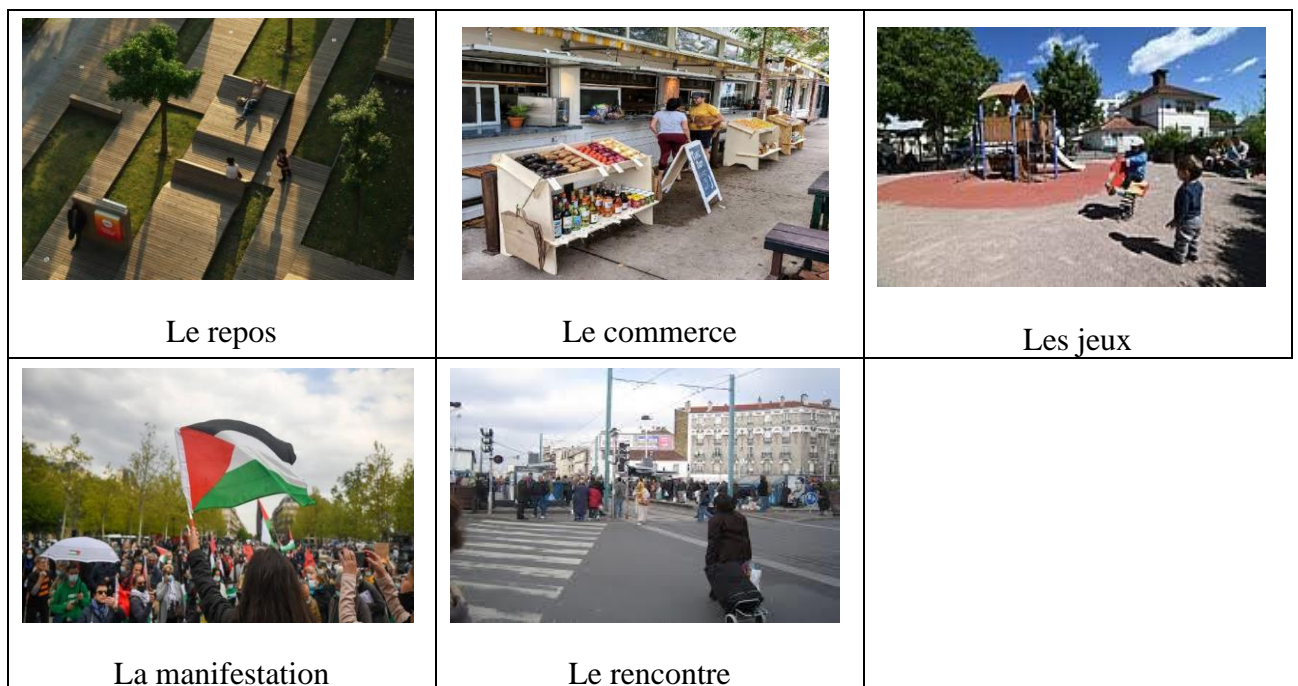 Le repos
Le commerce
Les jeux
La manifestation
Le rencontre